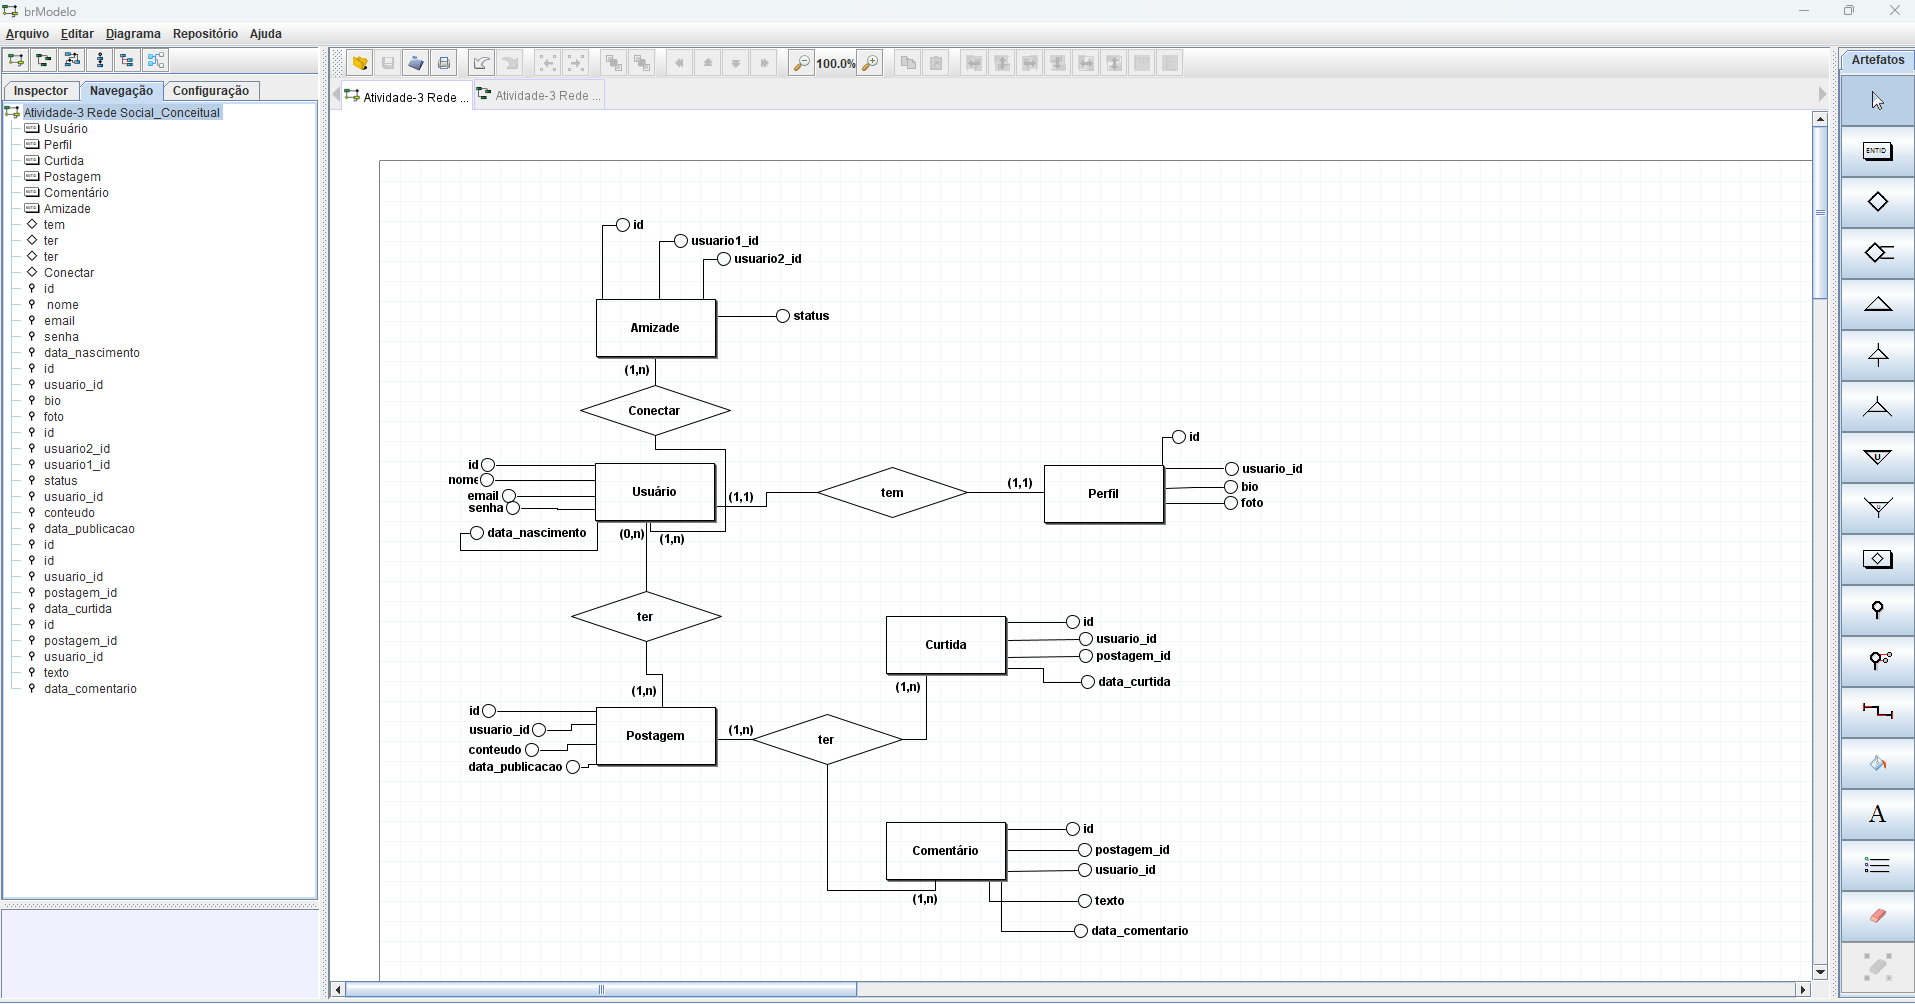 brModelo
Arquivo Editar Diagrama Repositório Ajuda
Inspector Navegação Configuração
Atividade-3 Rede Social_Conceitual
Usuário
Perfil
Curtida
Postagem
Comentário
Amizade
tem
ter
ter
Conectar
id
nome
email
senha
data_nascimento
id
usuario_id
bio
foto
id
usuario2_id
usuario1_id
status
usuario_id
conteudo
data_publicacao
id
id
usuario_id
postagem_id
data_curtida
id
postagem_id
usuario_id
texto
data_comentario
100.0%
Atividade-3 Rede ... Atividade-3 Rede ...
id
usuario1_id
usuario2_id
Amizade
status
(1,n)
Conectar
id
nome
email
senha
data_nascimento
Usuário
(1,1)
(0,n)
(1,n)
tem
(1,1)
Perfil
id
usuario_id
bio
foto
ter
(1,n)
id
usuario_id
conteudo
data_publicacao
Postagem
(1,n)
ter
Curtida
(1,n)
id
usuario_id
postagem_id
data_curtida
Comentário
(1,n)
id
postagem_id
usuario_id
texto
data_comentario
Artefatos
ENTID
U
A